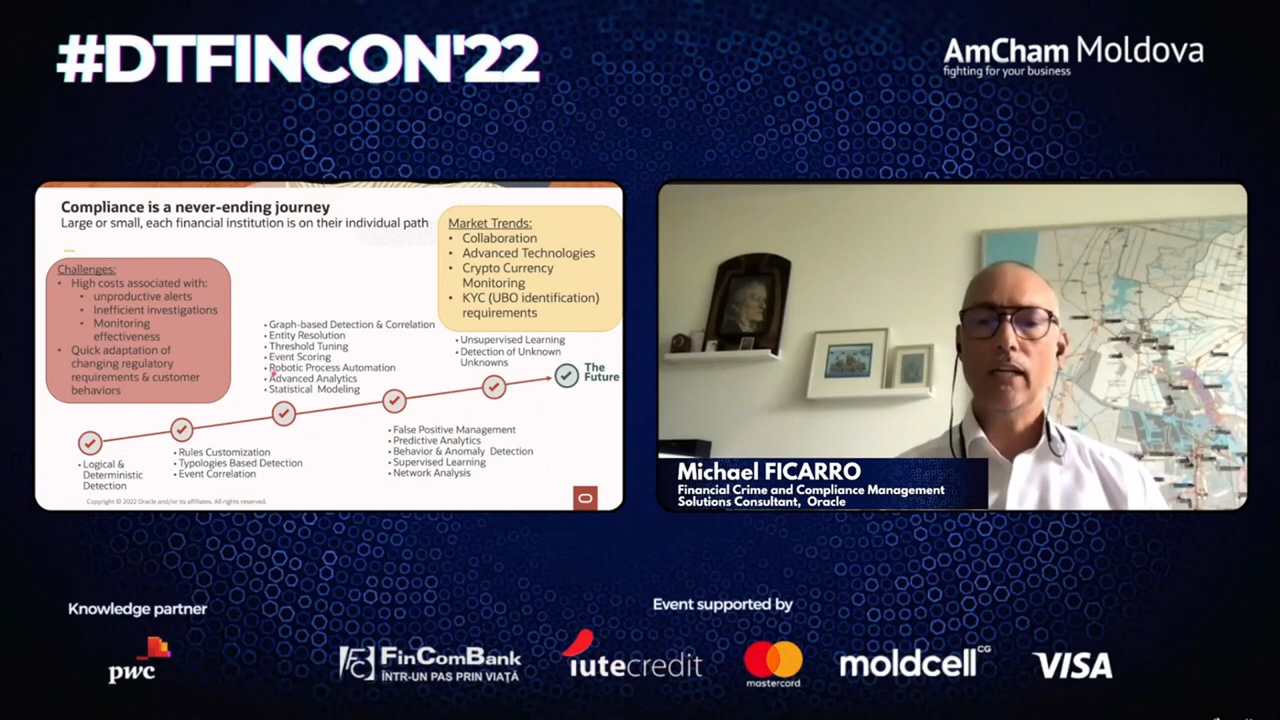 #DTFINCON'22
AmCham Moldova
fighting for your business
Compliance is a never-ending journey
Large or small, each financial institution is on their individual path
Challenges:
• High costs associated with:
• unproductive alerts
• Inefficient investigations
• Monitoring
effectiveness
• Quick adaptation of
changing regulatory
requirements & customer
behaviors
Market Trends:
• Collaboration
• Advanced Technologies
• Crypto Currency
Monitoring
• KYC (UBO identification)
requirements
• Graph-based Detection & Correlation
• Entity Resolution
• Threshold Tuning
• Event Scoring
• Robotic Process Automation
• Advanced Analytics
• Statistical Modeling
• Unsupervised Learning
• Detection of Unknown
Unknowns
The
Future
• Logical &
Deterministic
Detection
• Rules Customization
• Typologies Based Detection
• Event Correlation
• False Positive Management
• Predictive Analytics
• Behavior & Anomaly Detection
• Supervised Learning
• Network Analysis
Copyright © 2022 Oracle and/or its affiliates. All rights reserved.
Michael FICARRO
Financial Crime and Compliance Management
Solutions Consultant, Oracle
Knowledge partner
Event supported by
pwc
FC FinComBank
ÎNTR-UN PAS PRIN VIAȚĂ
iutecredit
mastercard
moldcell CG
VISA